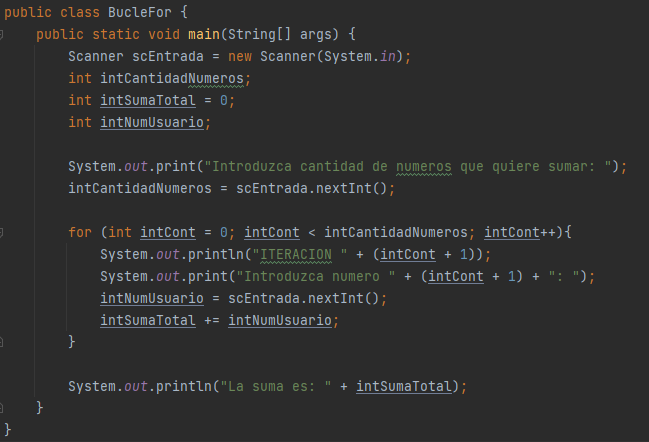 public class BucleFor {
public static void main(String[] args) {
Scanner scEntrada = new Scanner(System.in);
int intCantidadNumeros;
int intSumaTotal = 0;
int intNumUsuario;
System.out.print("Introduzca cantidad de numeros que quiere sumar: ");
intCantidadNumeros = scEntrada.nextInt();
for (int intCont = 0; intCont < intCantidadNumeros; intCont++){
System.out.println("ITERACION " + (intCont + 1));
System.out.print("Introduzca numero " + (intCont + 1) + ": ");
intNumUsuario = scEntrada.nextInt();
intSumaTotal += intNumUsuario;
}
System.out.println("La suma es: " + intSumaTotal);
}
}